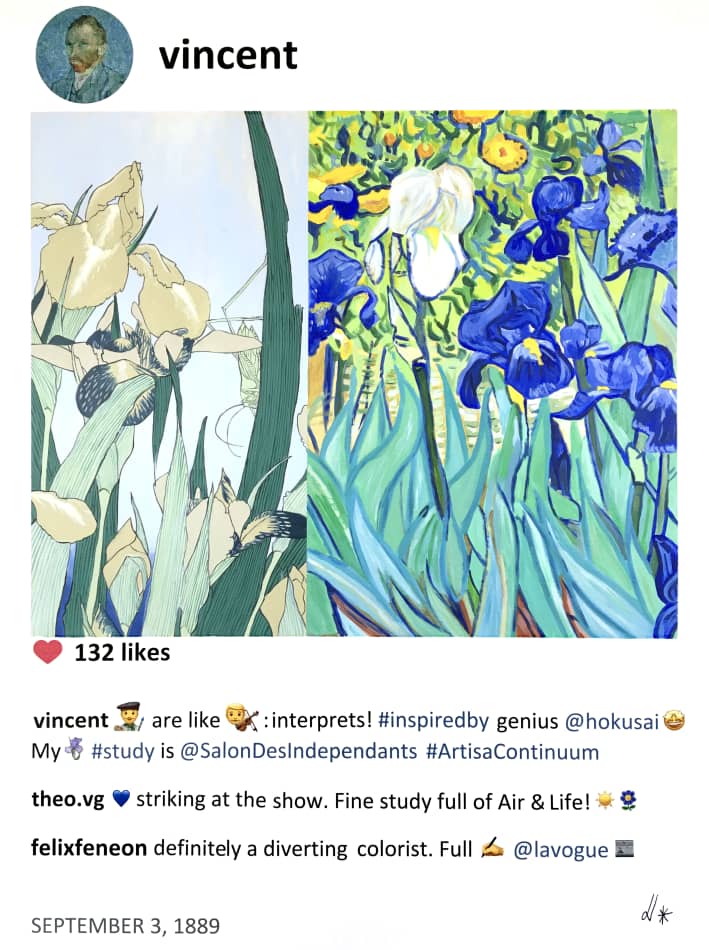 vincent
132 likes
vincent 👨‍🎨 are like 🎻: interprets! #inspiredby genius @hokusai 🤩
My #study is @SalonDesIndependants #ArtisaContinuum
theo.vg 💙 striking at the show. Fine study full of Air & Life! ☀️
felixfeneon definitely a diverting colorist. Full ✍️ @lavogue
SEPTEMBER 3, 1889